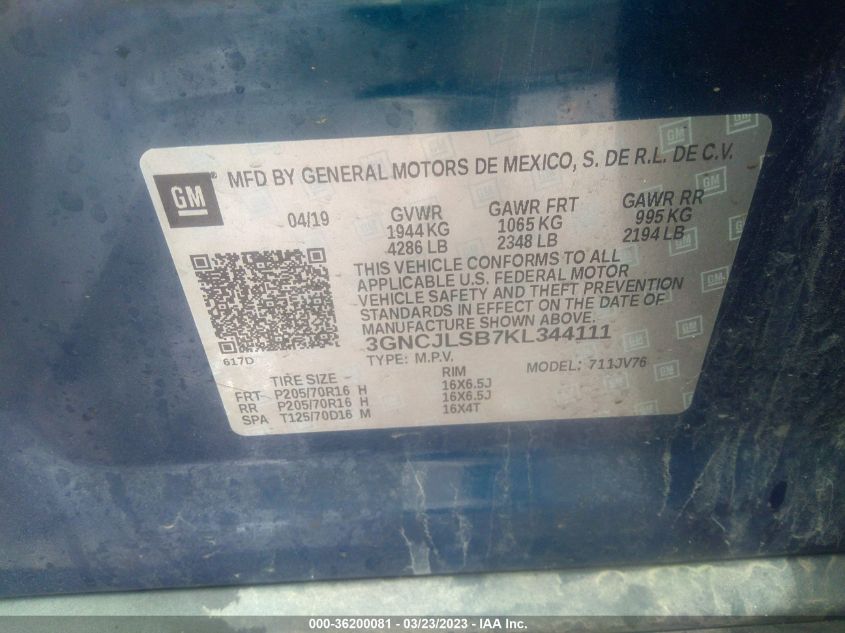 GM ® MFD BY GENERAL MOTORS DE MEXICO, S. DE R.L. DE C.V.
04/19 GVWR GAWR FRT GAWR RR
1944 KG 1065 KG 995 KG
4286 LB 2348 LB 2194 LB
THIS VEHICLE CONFORMS TO ALL
APPLICABLE U.S. FEDERAL MOTOR
VEHICLE SAFETY AND THEFT PREVENTION
STANDARDS IN EFFECT ON THE DATE OF
MANUFACTURE SHOWN ABOVE.
3GNCJLSB7KL344111
617D TYPE: M.P.V. MODEL: 711JV76
TIRE SIZE RIM
FRT P205/70R16 H 16X6.5J
RR P205/70R16 H 16X6.5J
SPA T125/70D16 M 16X4T
000-36200081 - 03/23/2023 - IAA Inc.